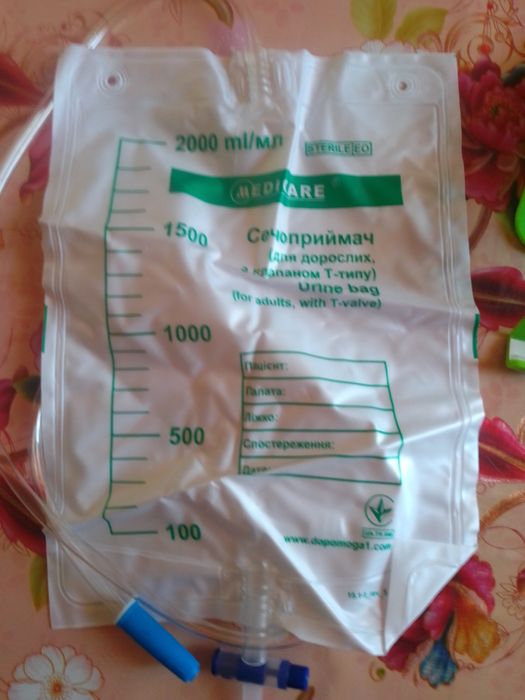 2000 ml/мл
STERILE EO
MEDICARE
1500
Сечоприймач
(для дорослих,
з клапаном Т-типу)
Urine bag
(for adults, with T-valve)
1000
Пацієнт:
Палата:
Ліжко:
500
Спостереження:
Дата:
100
www.dopomoga1.com